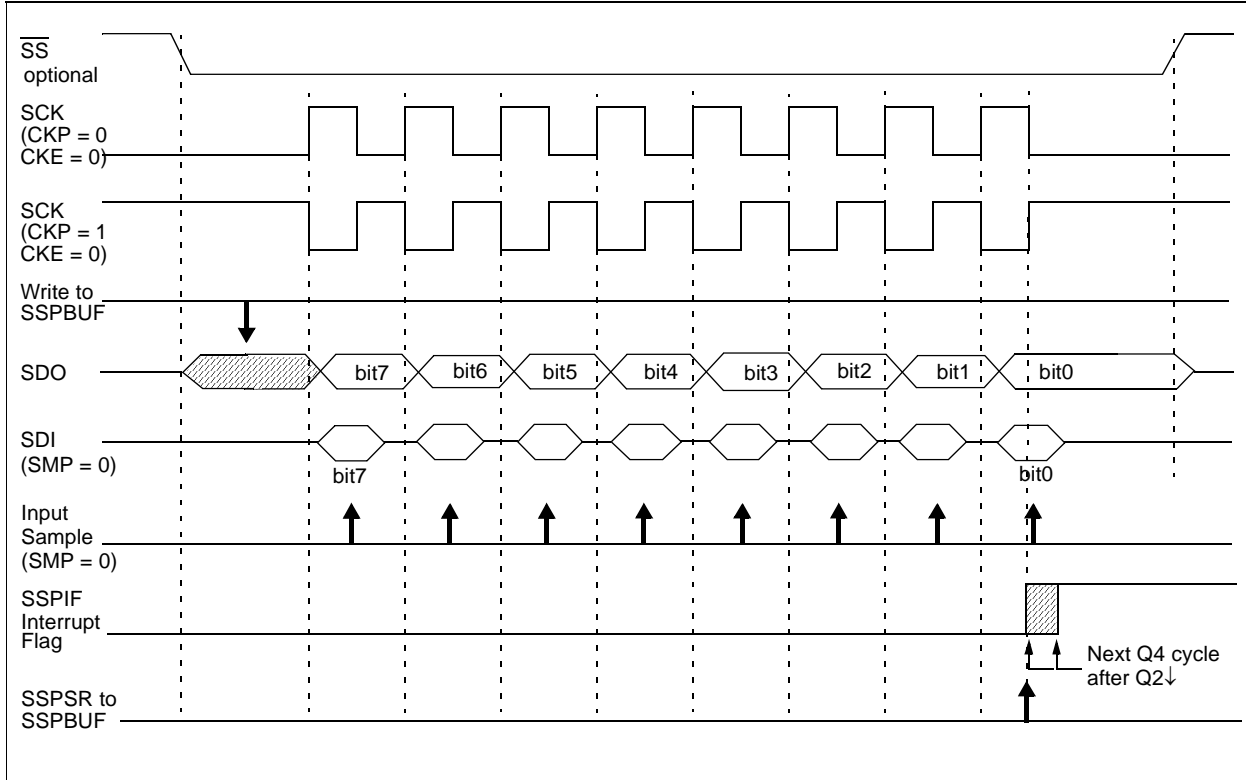 SS
optional
SCK
(CKP = 0
CKE = 0)
SCK
(CKP = 1
CKE = 0)
Write to
SSPBUF
SDO
bit7
bit6
bit5
bit4
bit3
bit2
bit1
bit0
SDI
(SMP = 0)
bit7
bit0
Input
Sample
(SMP = 0)
SSPIF
Interrupt
Flag
Next Q4 cycle
after Q2↓
SSPSR to
SSPBUF